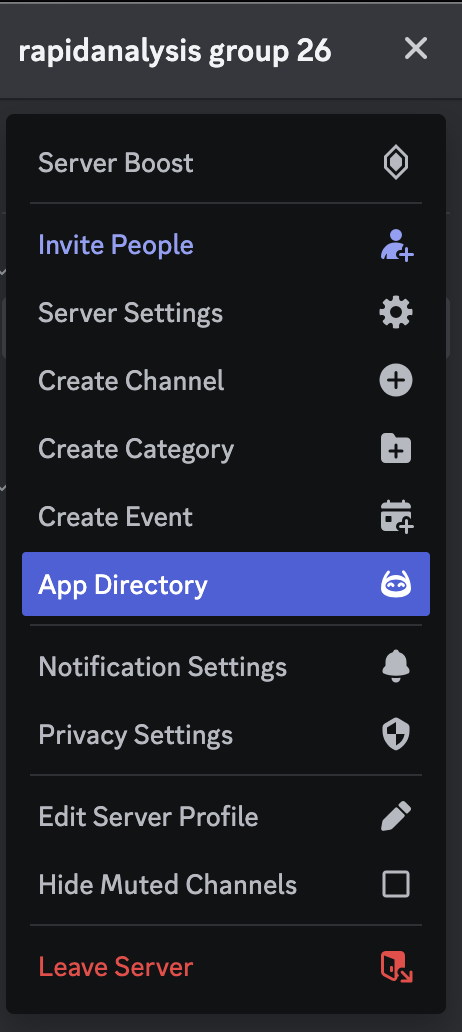 rapidanalysis group 26
Server Boost
Invite People
Server Settings
Create Channel
Create Category
Create Event
App Directory
Notification Settings
Privacy Settings
Edit Server Profile
Hide Muted Channels
Leave Server